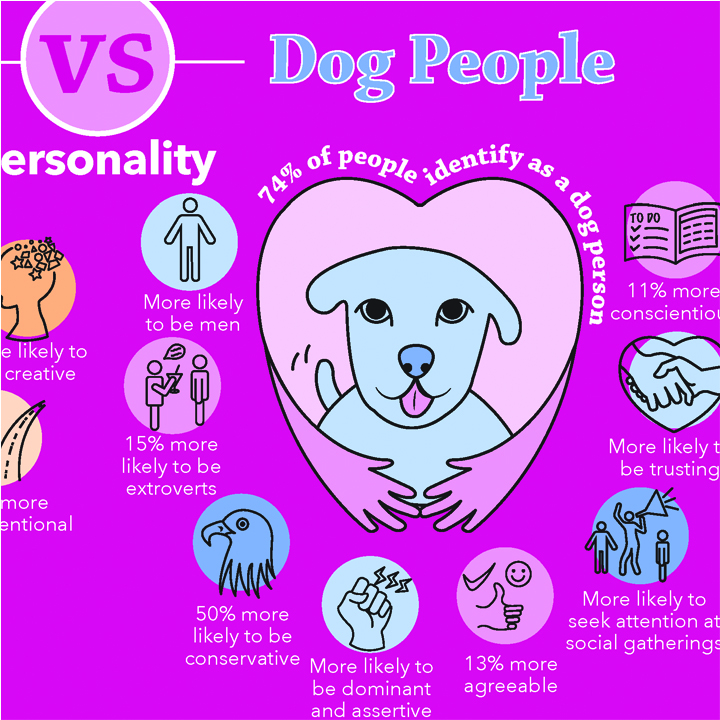 VS
Dog People
ersonality
74% of people identify as a dog person
TO DO
More likely
to be men
11% more
conscientiou
e likely to
creative
15% more
likely to be
extroverts
More likely t
be trusting
more
entional
50% more
likely to be
conservative
More likely to
be dominant
and assertive
13% more
agreeable
More likely to
seek attention at
social gatherings